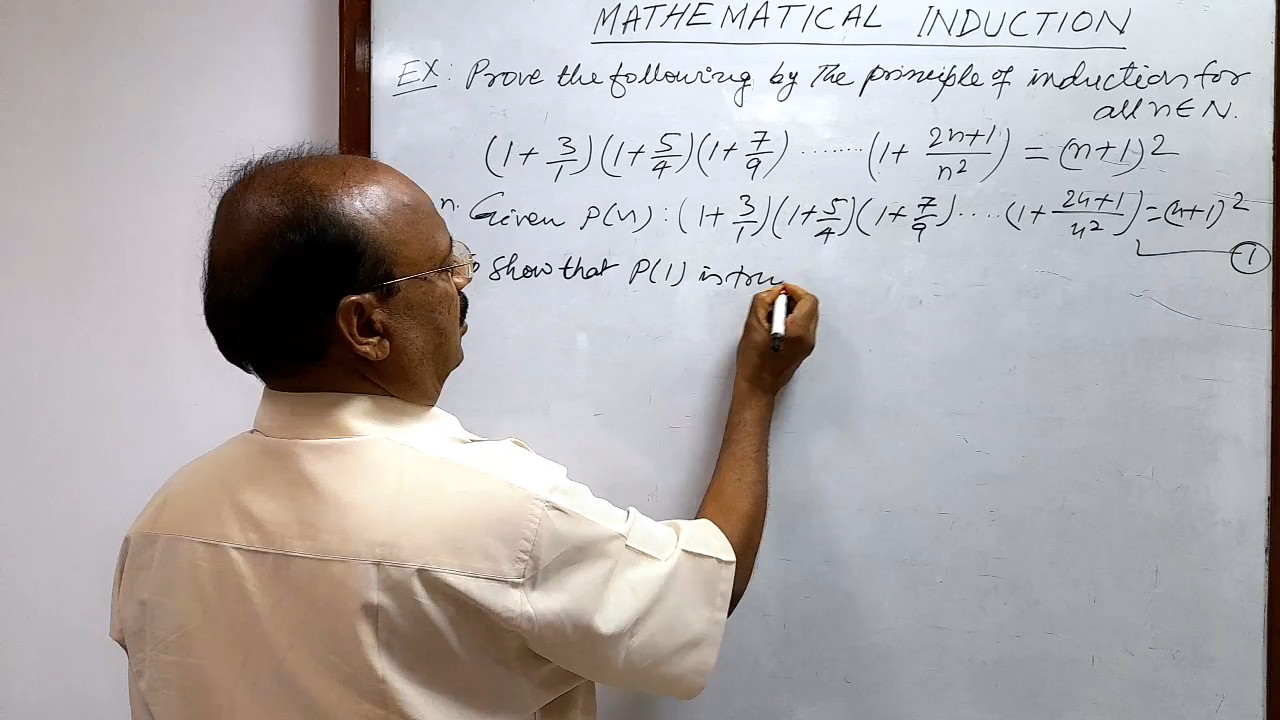 MATHEMATICAL INDUCTION
EX: Prove the following by the principle of induction for
all n∈N.
(1+ 3/1)(1+ 5/4)(1+ 7/9) ........ (1+ (2n+1)/n²) = (n+1)²
n. Given P(n): (1+ 3/1)(1+ 5/4)(1+ 7/9) .... (1+ (2n+1)/n²) = (n+1)²
①
Show that P(1) is tru